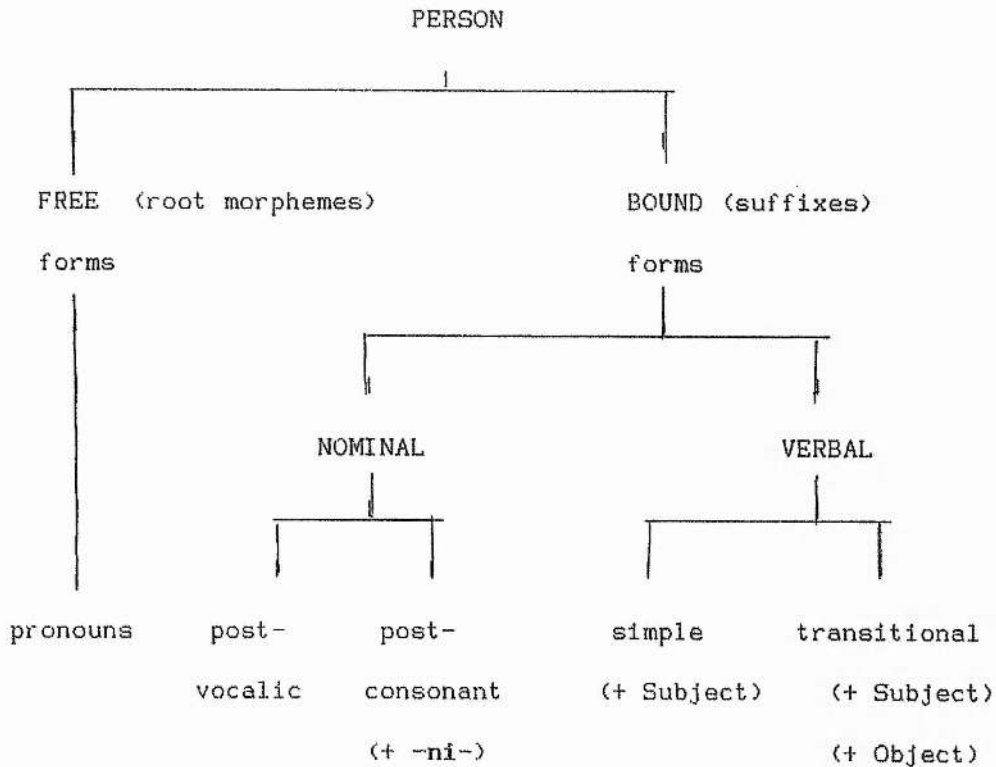 PERSON
FREE (root morphemes) BOUND (suffixes)
forms forms
NOMINAL VERBAL
pronouns post- post- simple transitional
vocalic consonant (+ Subject) (+ Subject)
(+ -ni-) (+ Object)